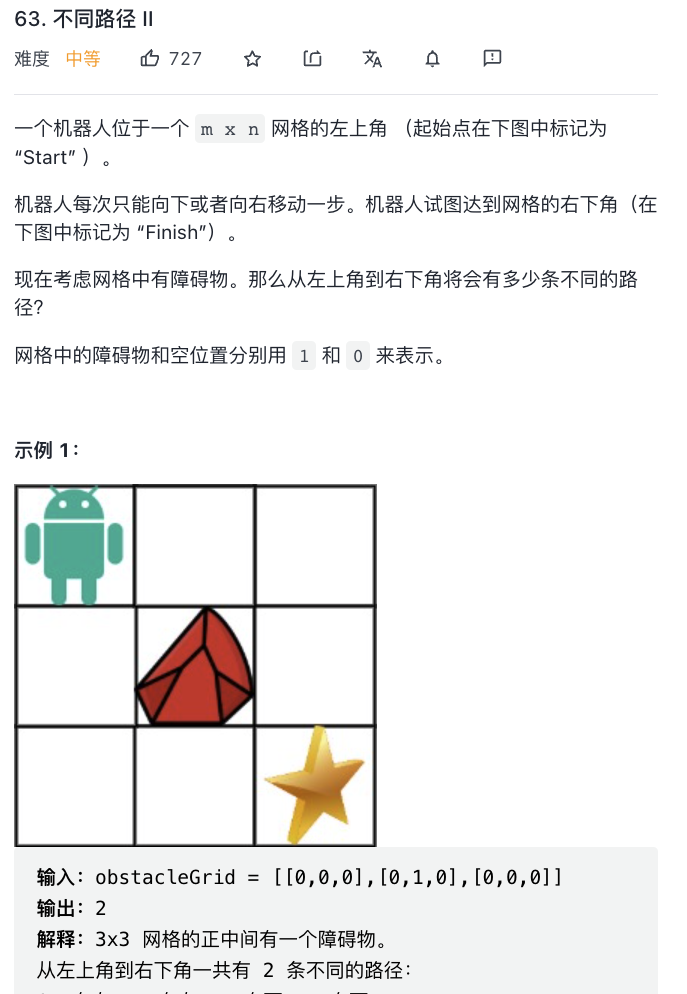 63. 不同路径 II
难度 中等 727
一个机器人位于一个 m x n 网格的左上角 （起始点在下图中标记为
“Start” ）。
机器人每次只能向下或者向右移动一步。机器人试图达到网格的右下角（在
下图中标记为 “Finish”）。
现在考虑网格中有障碍物。那么从左上角到右下角将会有多少条不同的路
径？
网格中的障碍物和空位置分别用 1 和 0 来表示。
示例 1：
输入：obstacleGrid = [[0,0,0],[0,1,0],[0,0,0]]
输出：2
解释：3x3 网格的正中间有一个障碍物。
从左上角到右下角一共有 2 条不同的路径：